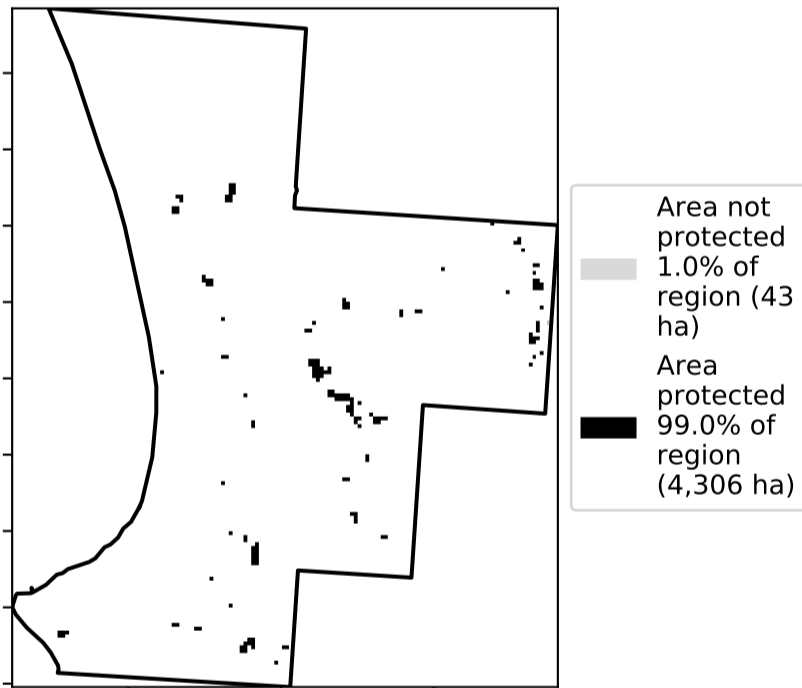 Area not
protected
1.0% of
region (43
ha)
Area
protected
99.0% of
region
(4,306 ha)